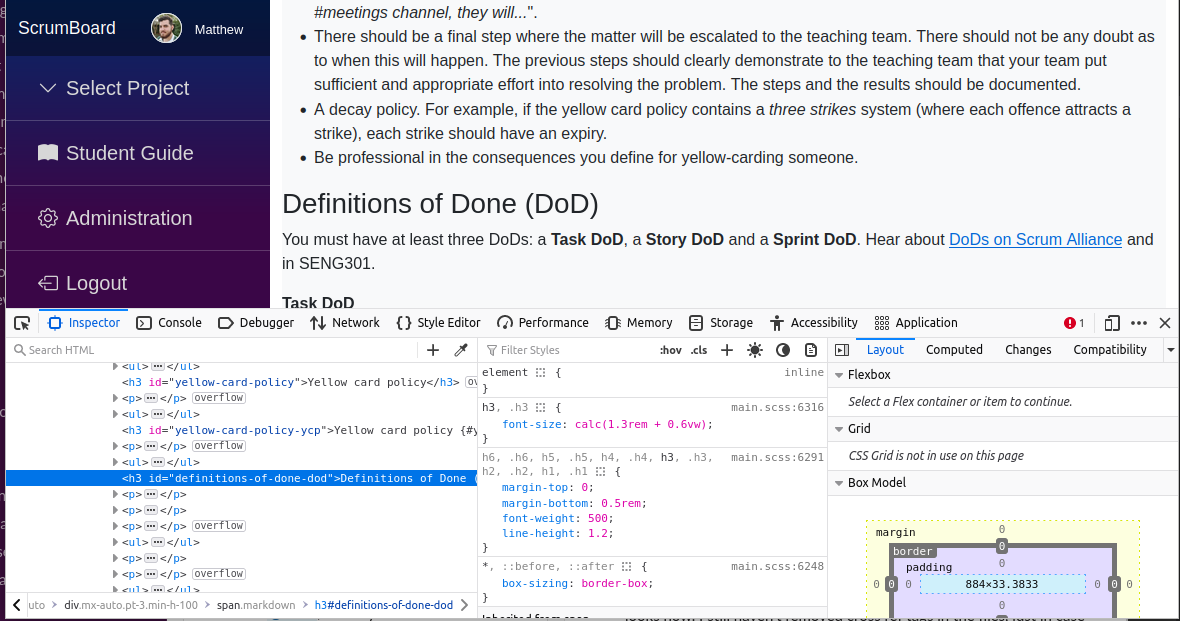 ScrumBoard
Matthew
Select Project
Student Guide
Administration
Logout
#meetings channel, they will...".
There should be a final step where the matter will be escalated to the teaching team. There should not be any doubt as
to when this will happen. The previous steps should clearly demonstrate to the teaching team that your team put
sufficient and appropriate effort into resolving the problem. The steps and the results should be documented.
A decay policy. For example, if the yellow card policy contains a three strikes system (where each offence attracts a
strike), each strike should have an expiry.
Be professional in the consequences you define for yellow-carding someone.
Definitions of Done (DoD)
You must have at least three DoDs: a Task DoD, a Story DoD and a Sprint DoD. Hear about DoDs on Scrum Alliance and
in SENG301.
Task DoD
Inspector Console Debugger Network Style Editor Performance Memory Storage Accessibility Application 1
Search HTML
<ul></ul>
<h3 id="yellow-card-policy">Yellow card policy</h3> ov
<p></p> overflow
<ul></ul>
<h3 id="yellow-card-policy-ycp">Yellow card policy {#y
<p></p> overflow
<ul></ul>
<h3 id="definitions-of-done-dod">Definitions of Done (
<p></p>
<p></p>
<p></p> overflow
<ul></ul>
<p></p>
<p></p> overflow
<ul></ul>
uto > div.mx-auto.pt-3.min-h-100 > span.markdown > h3#definitions-of-done-dod
Filter Styles :hov .cls
element { inline
}
h3, .h3 { main.scss:6316
font-size: calc(1.3rem + 0.6vw);
}
h6, .h6, h5, .h5, h4, .h4, h3, .h3, main.scss:6291
h2, .h2, h1, .h1 {
margin-top: 0;
margin-bottom: 0.5rem;
font-weight: 500;
line-height: 1.2;
}
*, ::before, ::after { main.scss:6248
box-sizing: border-box;
}
Inherited from span
Layout Computed Changes Compatibility
Flexbox
Select a Flex container or item to continue.
Grid
CSS Grid is not in use on this page
Box Model
margin 0
border 0
padding 0
0 0 0 884×33.3833 0 0 0
0